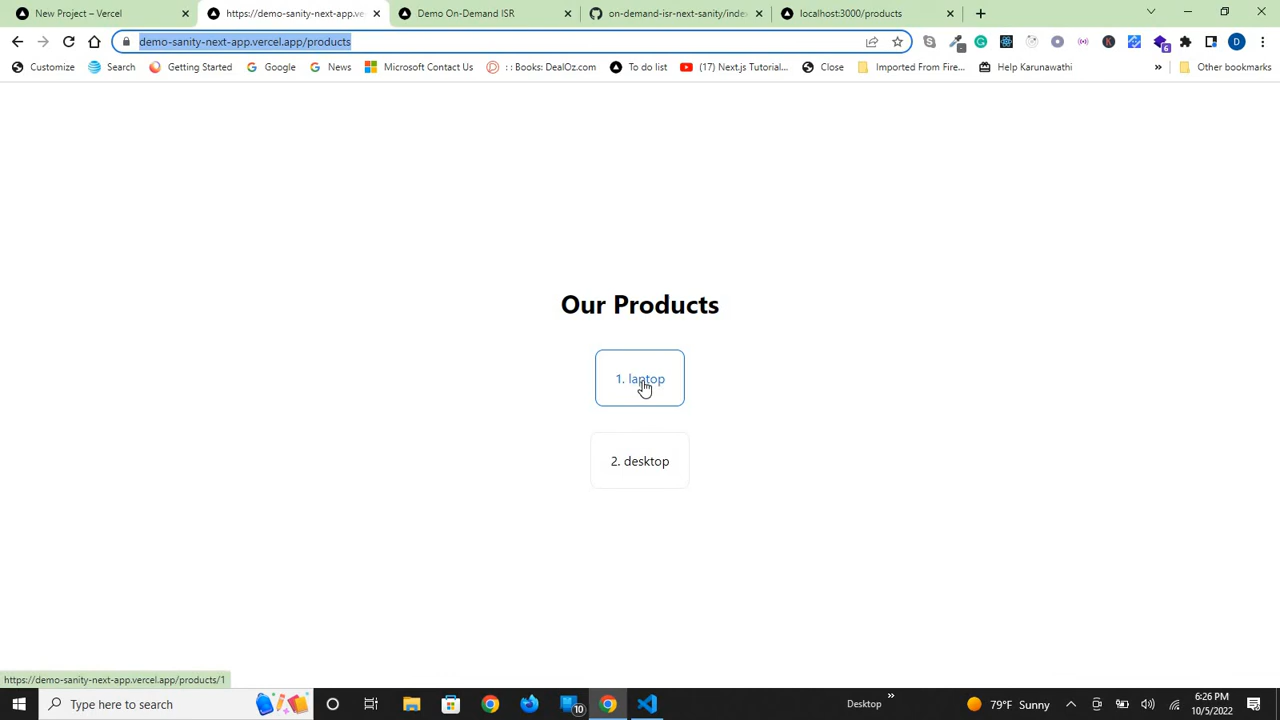 New Project – Vercel
https://demo-sanity-next-app.ve
Demo On-Demand ISR
on-demand-isr-next-sanity/inde
localhost:3000/products
demo-sanity-next-app.vercel.app/products
6
D
Customize
Search
Getting Started
Google
News
Microsoft Contact Us
: : Books: DealOz.com
To do list
(17) Next.js Tutorial...
Close
Imported From Fire...
Help Karunawathi
»
Other bookmarks
Our Products
1. laptop
2. desktop
https://demo-sanity-next-app.vercel.app/products/1
Type here to search
10
Desktop
»
79°F Sunny
6:26 PM
10/5/2022